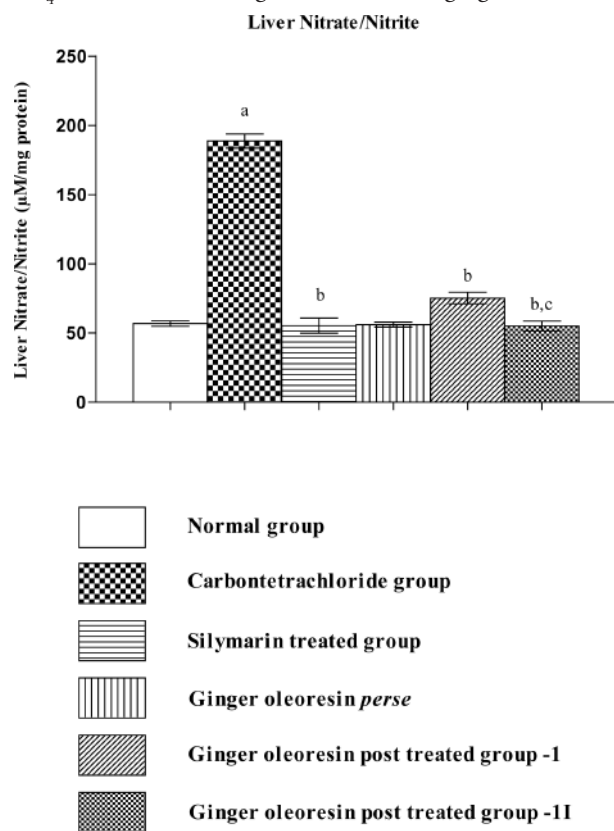 Liver Nitrate/Nitrite
Liver Nitrate/Nitrite (µM/mg protein)
250
200
150
100
50
0
a
b
b
b,c
Normal group
Carbontetrachloride group
Silymarin treated group
Ginger oleoresin perse
Ginger oleoresin post treated group -1
Ginger oleoresin post treated group -1I